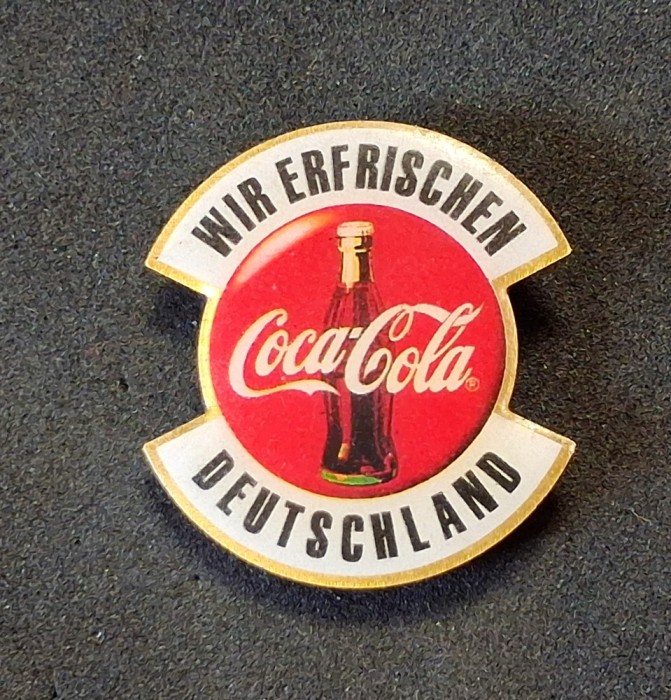 WIR ERFRISCHEN
Coca-Cola®
DEUTSCHLAND